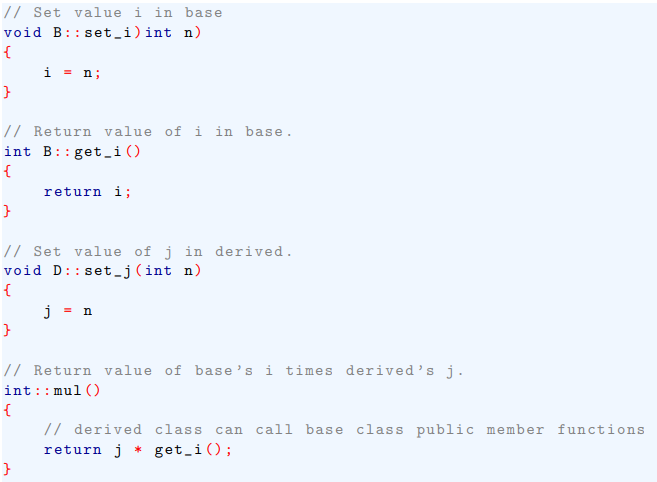 // Set value i in base
void B::set_i)int n)
{
    i = n;
}

// Return value of i in base.
int B::get_i()
{
    return i;
}

// Set value of j in derived.
void D::set_j(int n)
{
    j = n
}

// Return value of base's i times derived's j.
int::mul()
{
    // derived class can call base class public member functions
    return j * get_i();
}